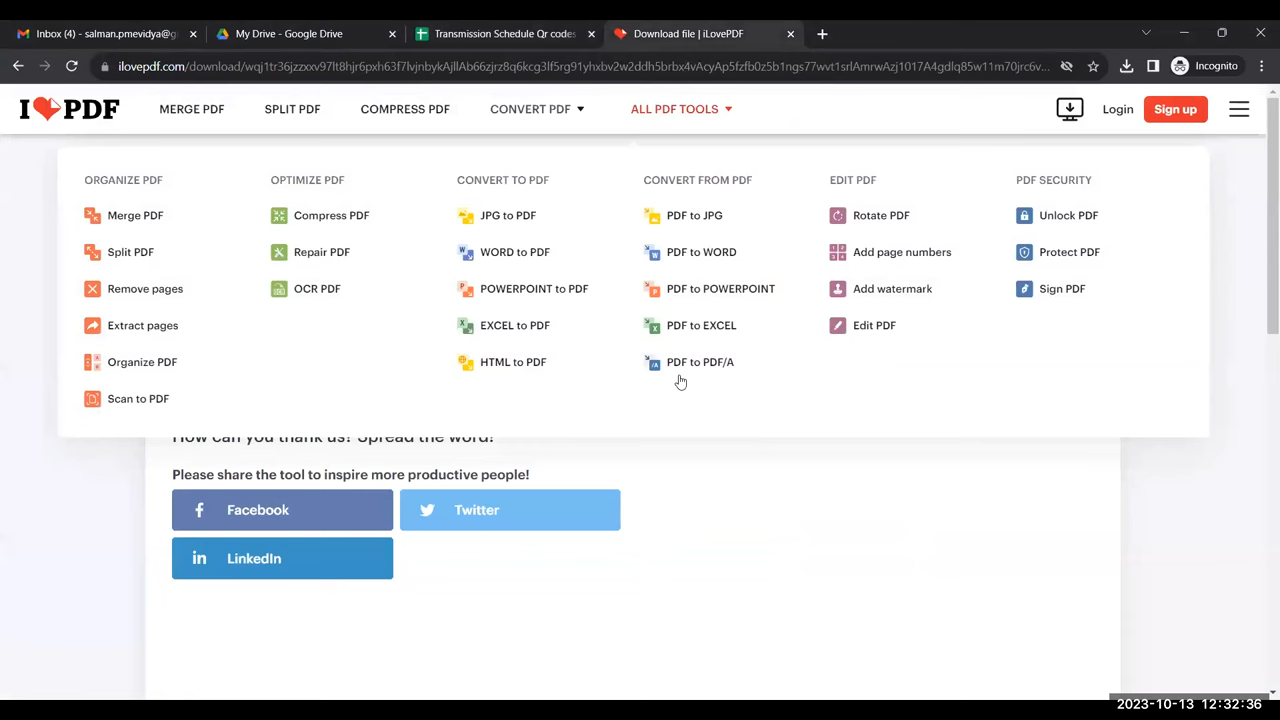 Inbox (4) - salman.pmevidya@g
My Drive - Google Drive
Transmission Schedule Qr codes
Download file | iLovePDF
Incognito
I PDF
MERGE PDF
SPLIT PDF
COMPRESS PDF
CONVERT PDF
ALL PDF TOOLS
Login
Sign up
ORGANIZE PDF
Merge PDF
Split PDF
Remove pages
Extract pages
Organize PDF
Scan to PDF
OPTIMIZE PDF
Compress PDF
Repair PDF
OCR PDF
CONVERT TO PDF
JPG to PDF
WORD to PDF
POWERPOINT to PDF
EXCEL to PDF
HTML to PDF
CONVERT FROM PDF
PDF to JPG
PDF to WORD
PDF to POWERPOINT
PDF to EXCEL
PDF to PDF/A
EDIT PDF
Rotate PDF
Add page numbers
Add watermark
Edit PDF
PDF SECURITY
Unlock PDF
Protect PDF
Sign PDF
How can you thank us? Spread the word!
Please share the tool to inspire more productive people!
Facebook
Twitter
LinkedIn
2023-10-13 12:32:36